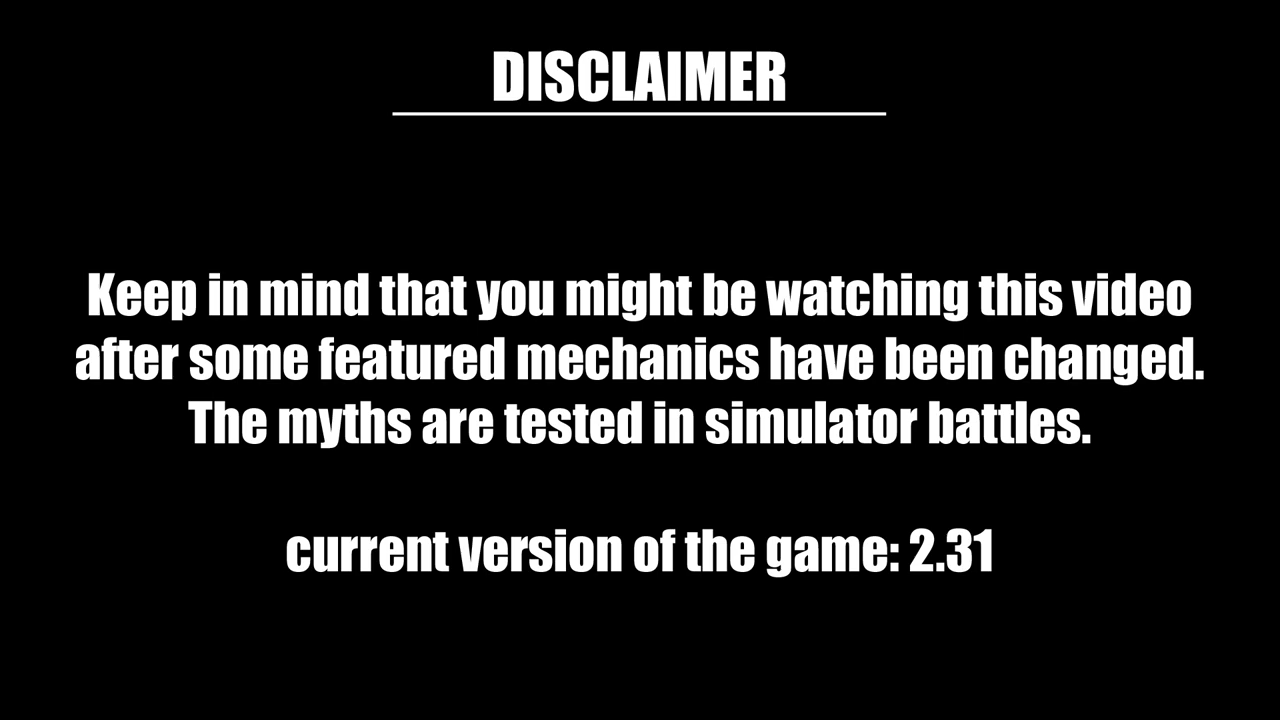 DISCLAIMER
Keep in mind that you might be watching this video
after some featured mechanics have been changed.
The myths are tested in simulator battles.
current version of the game: 2.31